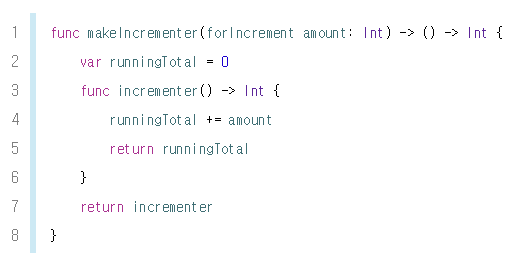 1 func makeIncrementer(forIncrement amount: Int) -> () -> Int {
2     var runningTotal = 0
3     func incrementer() -> Int {
4         runningTotal += amount
5         return runningTotal
6     }
7     return incrementer
8 }